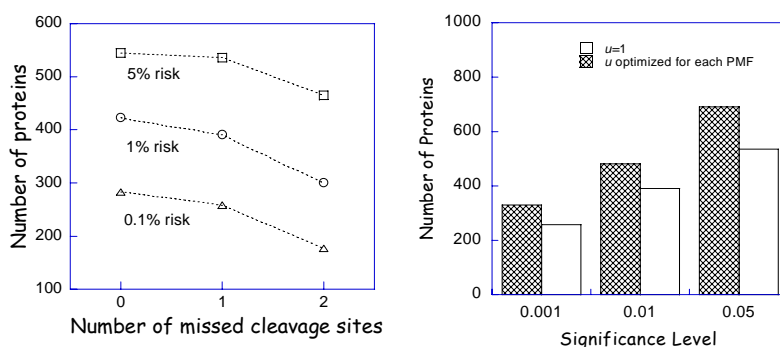 Number of proteins
600
500
400
300
200
100
5% risk
1% risk
0.1% risk
0
1
2
Number of missed cleavage sites
Number of Proteins
1000
800
600
400
200
0
u=1
u optimized for each PMF
0.001
0.01
0.05
Significance Level